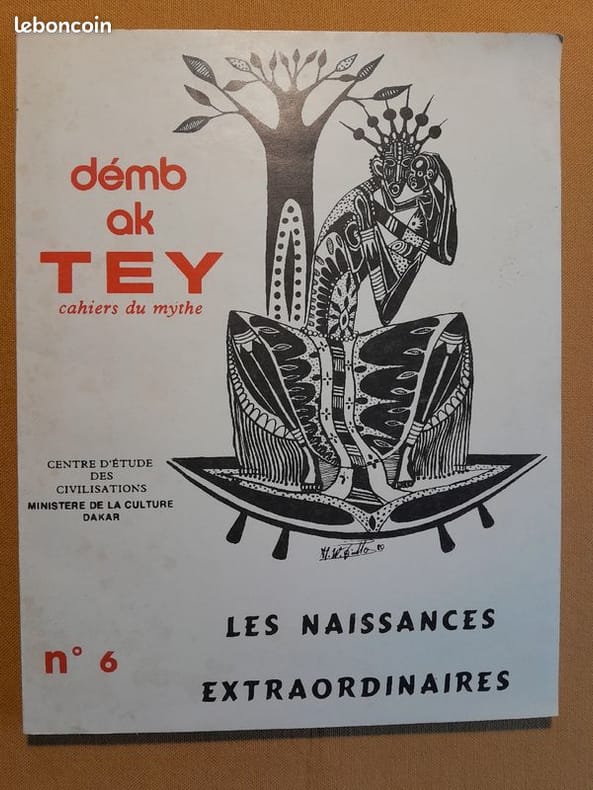 leboncoin
démb
ak
TEY
cahiers du mythe
CENTRE D'ÉTUDE
DES
CIVILISATIONS
MINISTERE DE LA CULTURE
DAKAR
LES NAISSANCES
n° 6
EXTRAORDINAIRES